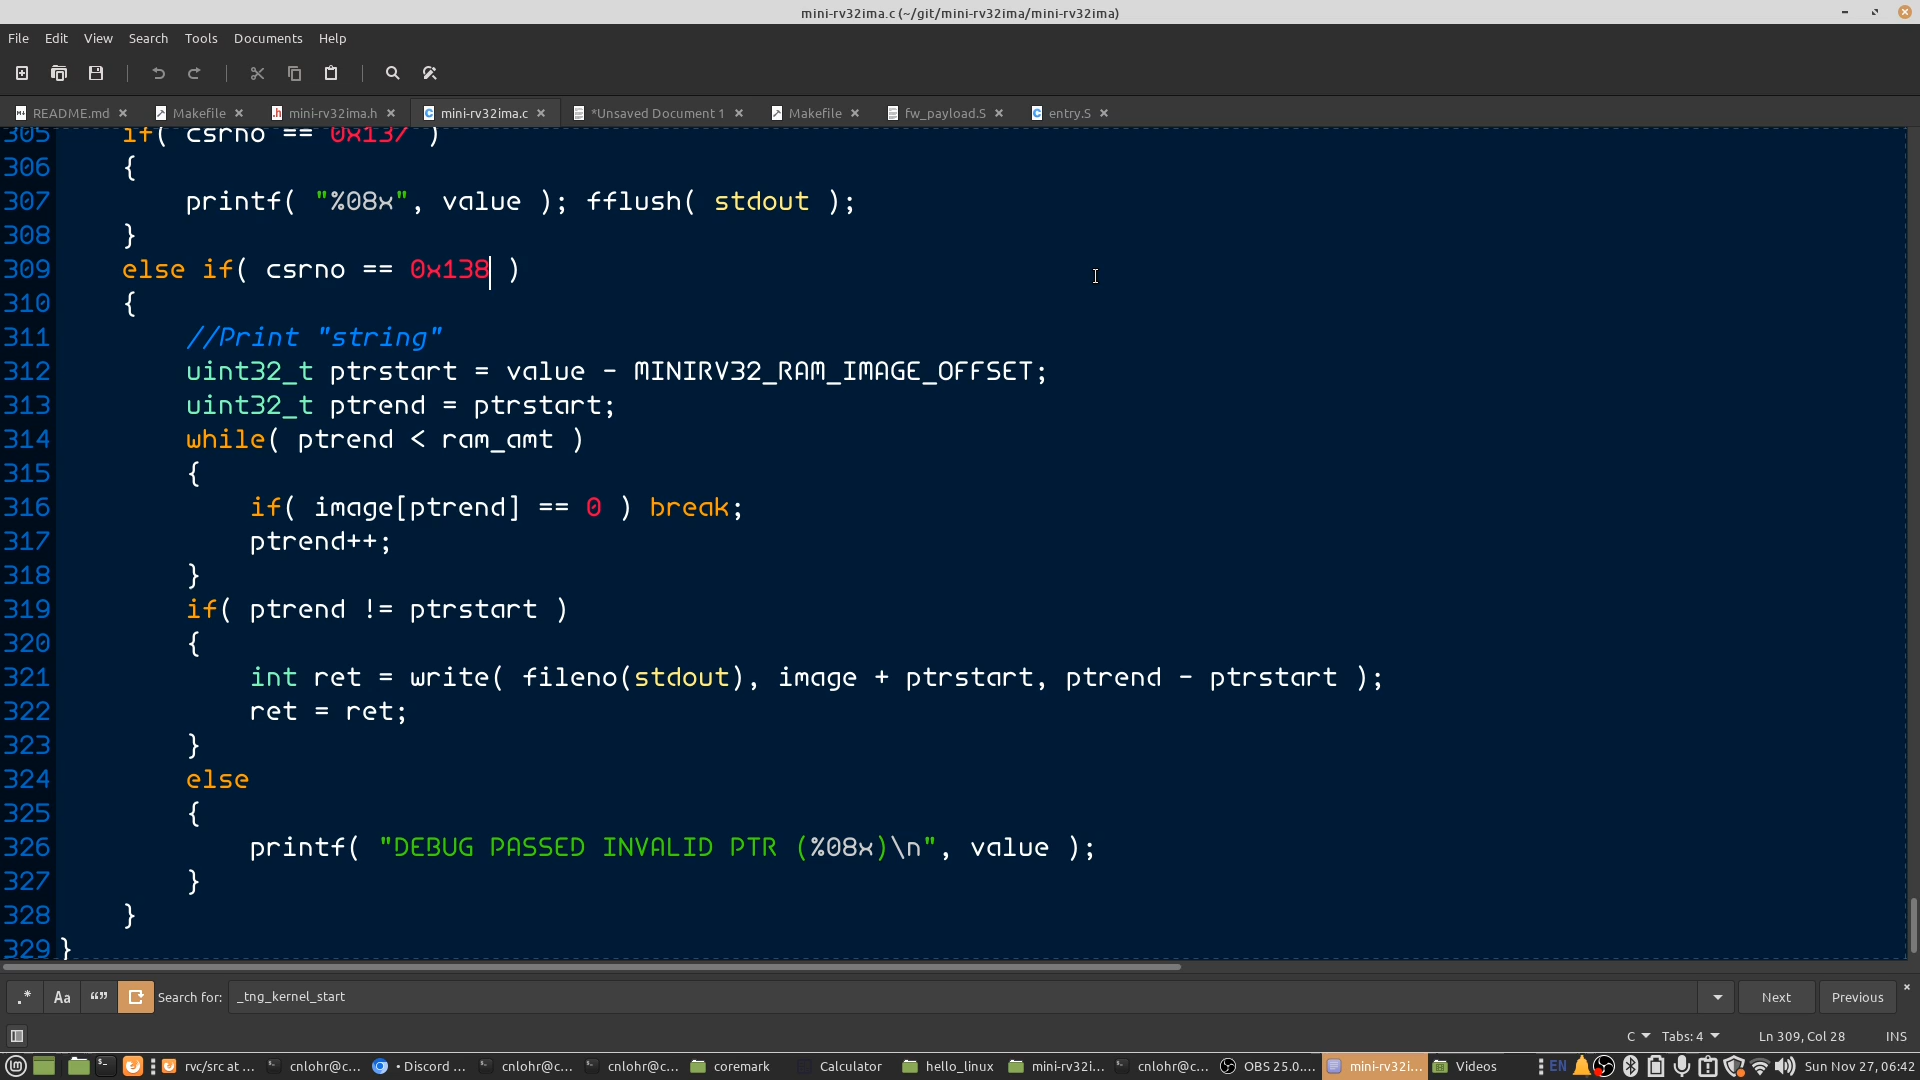 mini-rv32ima.c (~/git/mini-rv32ima/mini-rv32ima)
File Edit View Search Tools Documents Help
README.md Makefile mini-rv32ima.h mini-rv32ima.c *Unsaved Document 1 Makefile fw_payload.S entry.S
305 if( csrno == 0x137 )
306 {
307 printf( "%08x", value ); fflush( stdout );
308 }
309 else if( csrno == 0x138 )
310 {
311 //Print "string"
312 uint32_t ptrstart = value - MINIRV32_RAM_IMAGE_OFFSET;
313 uint32_t ptrend = ptrstart;
314 while( ptrend < ram_amt )
315 {
316 if( image[ptrend] == 0 ) break;
317 ptrend++;
318 }
319 if( ptrend != ptrstart )
320 {
321 int ret = write( fileno(stdout), image + ptrstart, ptrend - ptrstart );
322 ret = ret;
323 }
324 else
325 {
326 printf( "DEBUG PASSED INVALID PTR (%08x)\n", value );
327 }
328 }
329 }
.* Aa “” Search for: _tng_kernel_start Next Previous
C Tabs: 4 Ln 309, Col 28 INS
rvc/src at ... cnlohr@c... • Discord ... cnlohr@c... cnlohr@c... coremark Calculator hello_linux mini-rv32i... cnlohr@c... OBS 25.0.... mini-rv32i... Videos EN Sun Nov 27, 06:42